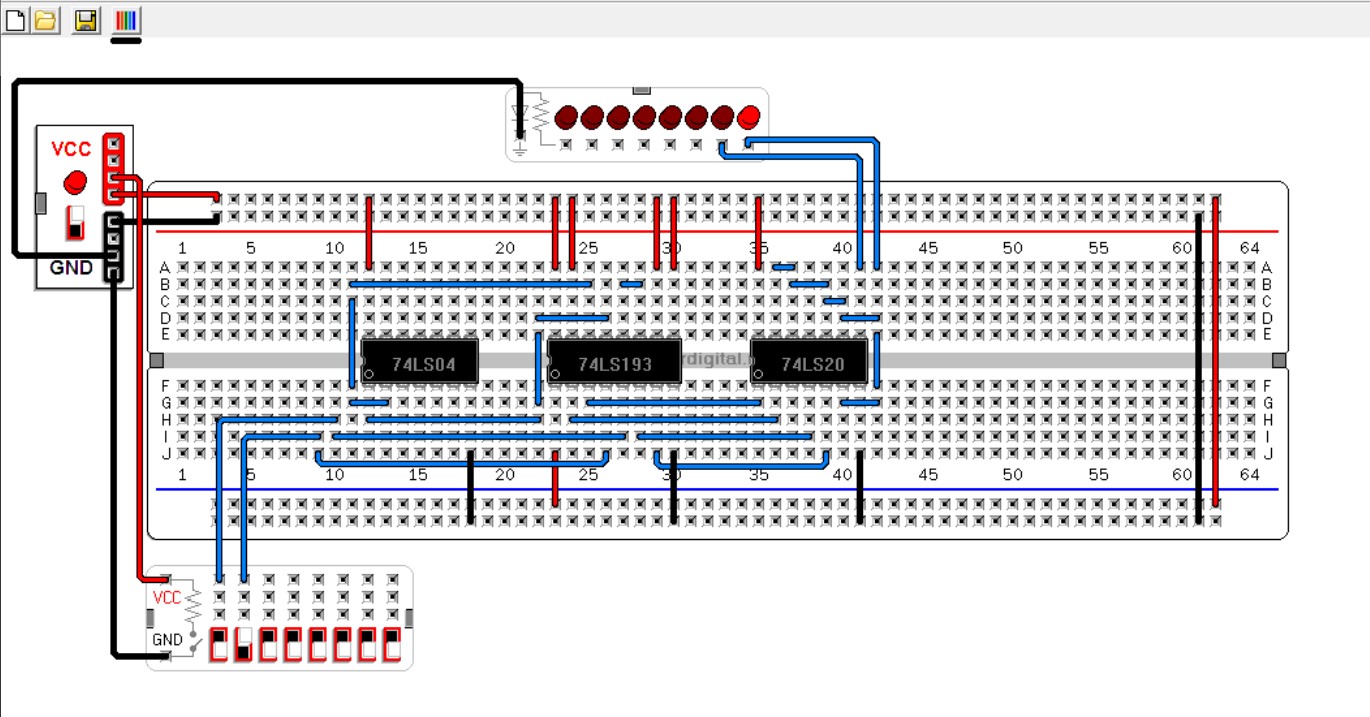 VCC
GND
1 5 10 15 20 25 30 35 40 45 50 55 60 64
A A
B B
C C
D D
E E
74LS04 74LS193 rdigital. 74LS20
F F
G G
H H
I I
J J
1 5 10 15 20 25 30 35 40 45 50 55 60 64
VCC
GND